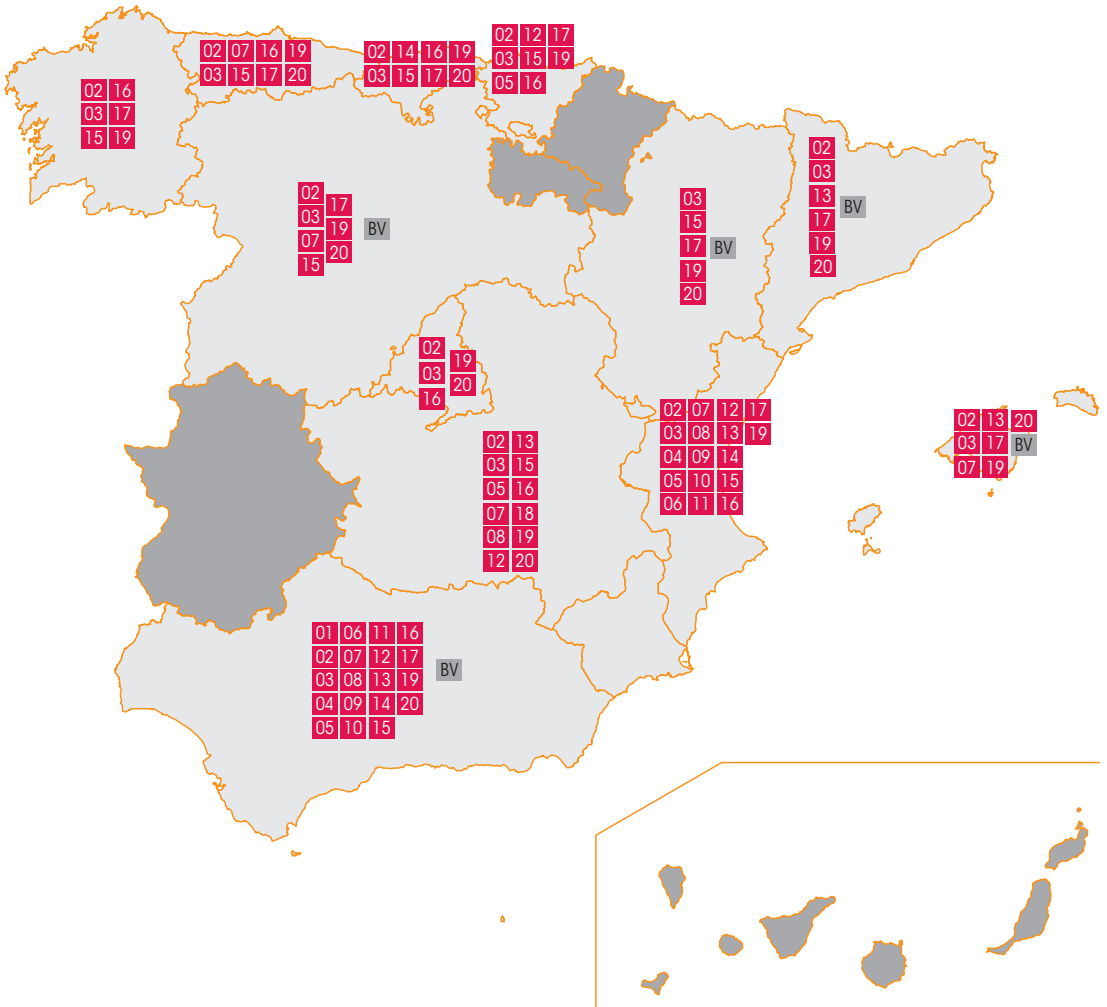 02 16
03 17
15 19
02 07 16 19
03 15 17 20
02 14 16 19
03 15 17 20
02 12 17
03 15 19
05 16
02
03 17
07 19 BV
15 20
03
15
17 BV
19
20
02
03
13 BV
17
19
20
02
03 19
16 20
02 13
03 15
05 16
07 18
08 19
12 20
02 07 12 17
03 08 13 19
04 09 14
05 10 15
06 11 16
02 13 20
03 17 BV
07 19
01 06 11 16
02 07 12 17 BV
03 08 13 19
04 09 14 20
05 10 15